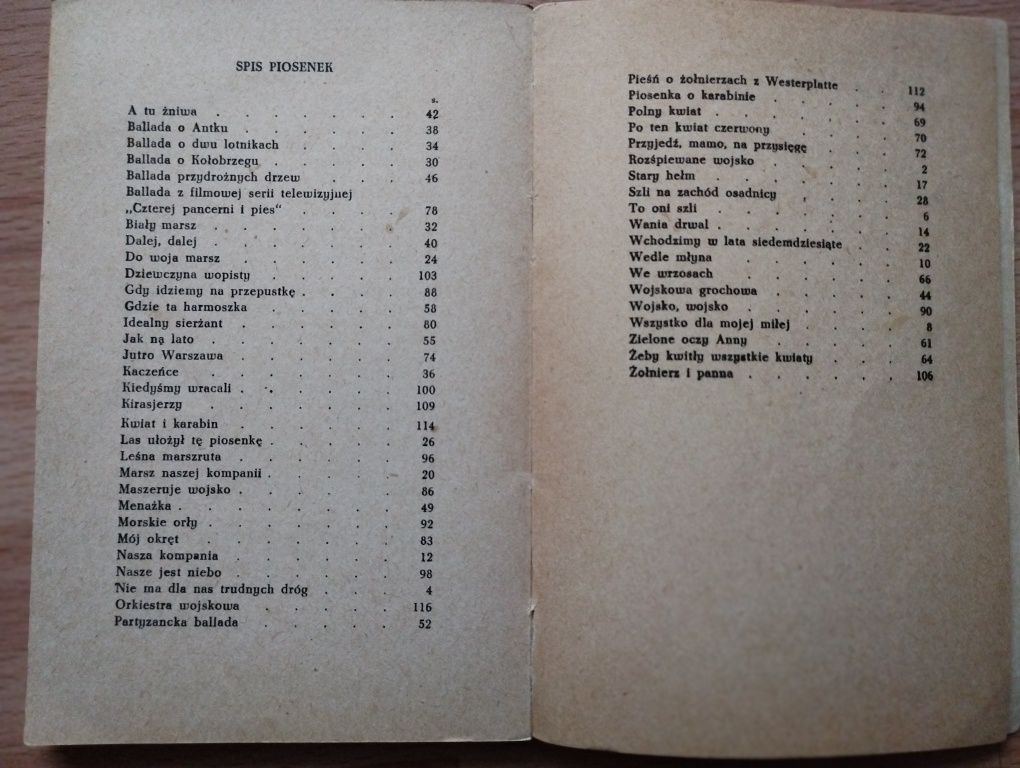 SPIS PIOSENEK
s.
A tu żniwa . . . . . . . 42
Ballada o Antku . . . . . . 38
Ballada o dwu lotnikach . . . . 34
Ballada o Kołobrzegu . . . . . 30
Ballada przydrożnych drzew . . . 46
Ballada z filmowej serii telewizyjnej
„Czterej pancerni i pies“ . . . . 78
Biały marsz . . . . . . . 32
Dalej, dalej . . . . . . . 40
Do woja marsz . . . . . . 24
Dziewczyna wopisty . . . . . 103
Gdy idziemy na przepustkę . . . . 88
Gdzie ta harmoszka . . . . . 58
Idealny sierżant . . . . . . 80
Jak na lato . . . . . . . 55
Jutro Warszawa . . . . . . 74
Kaczeńce . . . . . . . 36
Kiedyśmy wracali . . . . . . 100
Kirasjerzy . . . . . . . 109
Kwiat i karabin . . . . . . 114
Las ułożył tę piosenkę . . . . . 26
Leśna marszruta . . . . . . 96
Marsz naszej kompanii . . . . . 20
Maszeruje wojsko . . . . . . 86
Menażka . . . . . . . . 49
Morskie orły . . . . . . . 92
Mój okręt . . . . . . . 83
Nasza kompania . . . . . . 12
Nasze jest niebo . . . . . . 98
Nie ma dla nas trudnych dróg . . . 4
Orkiestra wojskowa . . . . . 116
Partyzancka ballada . . . . . 52
Pieśń o żołnierzach z Westerplatte . . 112
Piosenka o karabinie . . . . . 94
Polny kwiat . . . . . . . 69
Po ten kwiat czerwony . . . . 70
Przyjedź, mamo, na przysięgę . . . 72
Rozśpiewane wojsko . . . . . 2
Stary hełm . . . . . . . 17
Szli na zachód osadnicy . . . . 28
To oni szli . . . . . . . 6
Wania drwal . . . . . . . 14
Wchodzimy w lata siedemdziesiąte . . 22
Wedle młyna . . . . . . 10
We wrzosach . . . . . . 66
Wojskowa grochowa . . . . . 44
Wojsko, wojsko . . . . . . 90
Wszystko dla mojej miłej . . . . 8
Zielone oczy Anny . . . . . 61
Żeby kwitły wszystkie kwiaty . . . 64
Żołnierz i panna . . . . . . 106